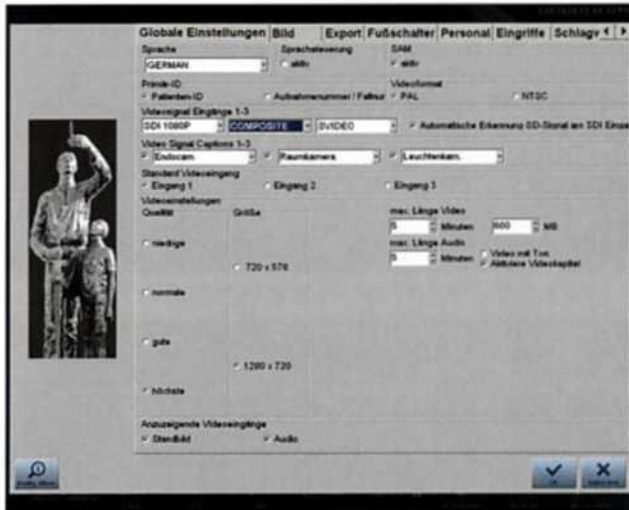 Globale Einstellungen Bild Export Fußschalter Personal Eingriffe Schlagw
Sprache Sprachsteuerung SAM
GERMAN aktiv aktiv
Primär-ID Videoformat
Patienten-ID Aufnahmenummer / Fallnr PAL NTSC
Videosignal Eingänge 1-3
SDI 1080P COMPOSITE SVIDEO Automatische Erkennung SD-Signal am SDI
Video Signal Captions 1-3
Endocam Raumkamera Leuchtenkam.
Standard Videoeingang
Eingang 1 Eingang 2 Eingang 3
Videoeinstellungen
Qualität Größe max. Länge Video
5 Minuten 600 MB
max. Länge Audio
niedrige 5 Minuten Video mit Ton
Aktiviere Videokapitel
720 x 576
normale
gute
1280 x 720
höchste
Anzuzeigende Videoeingänge
Standbild Audio